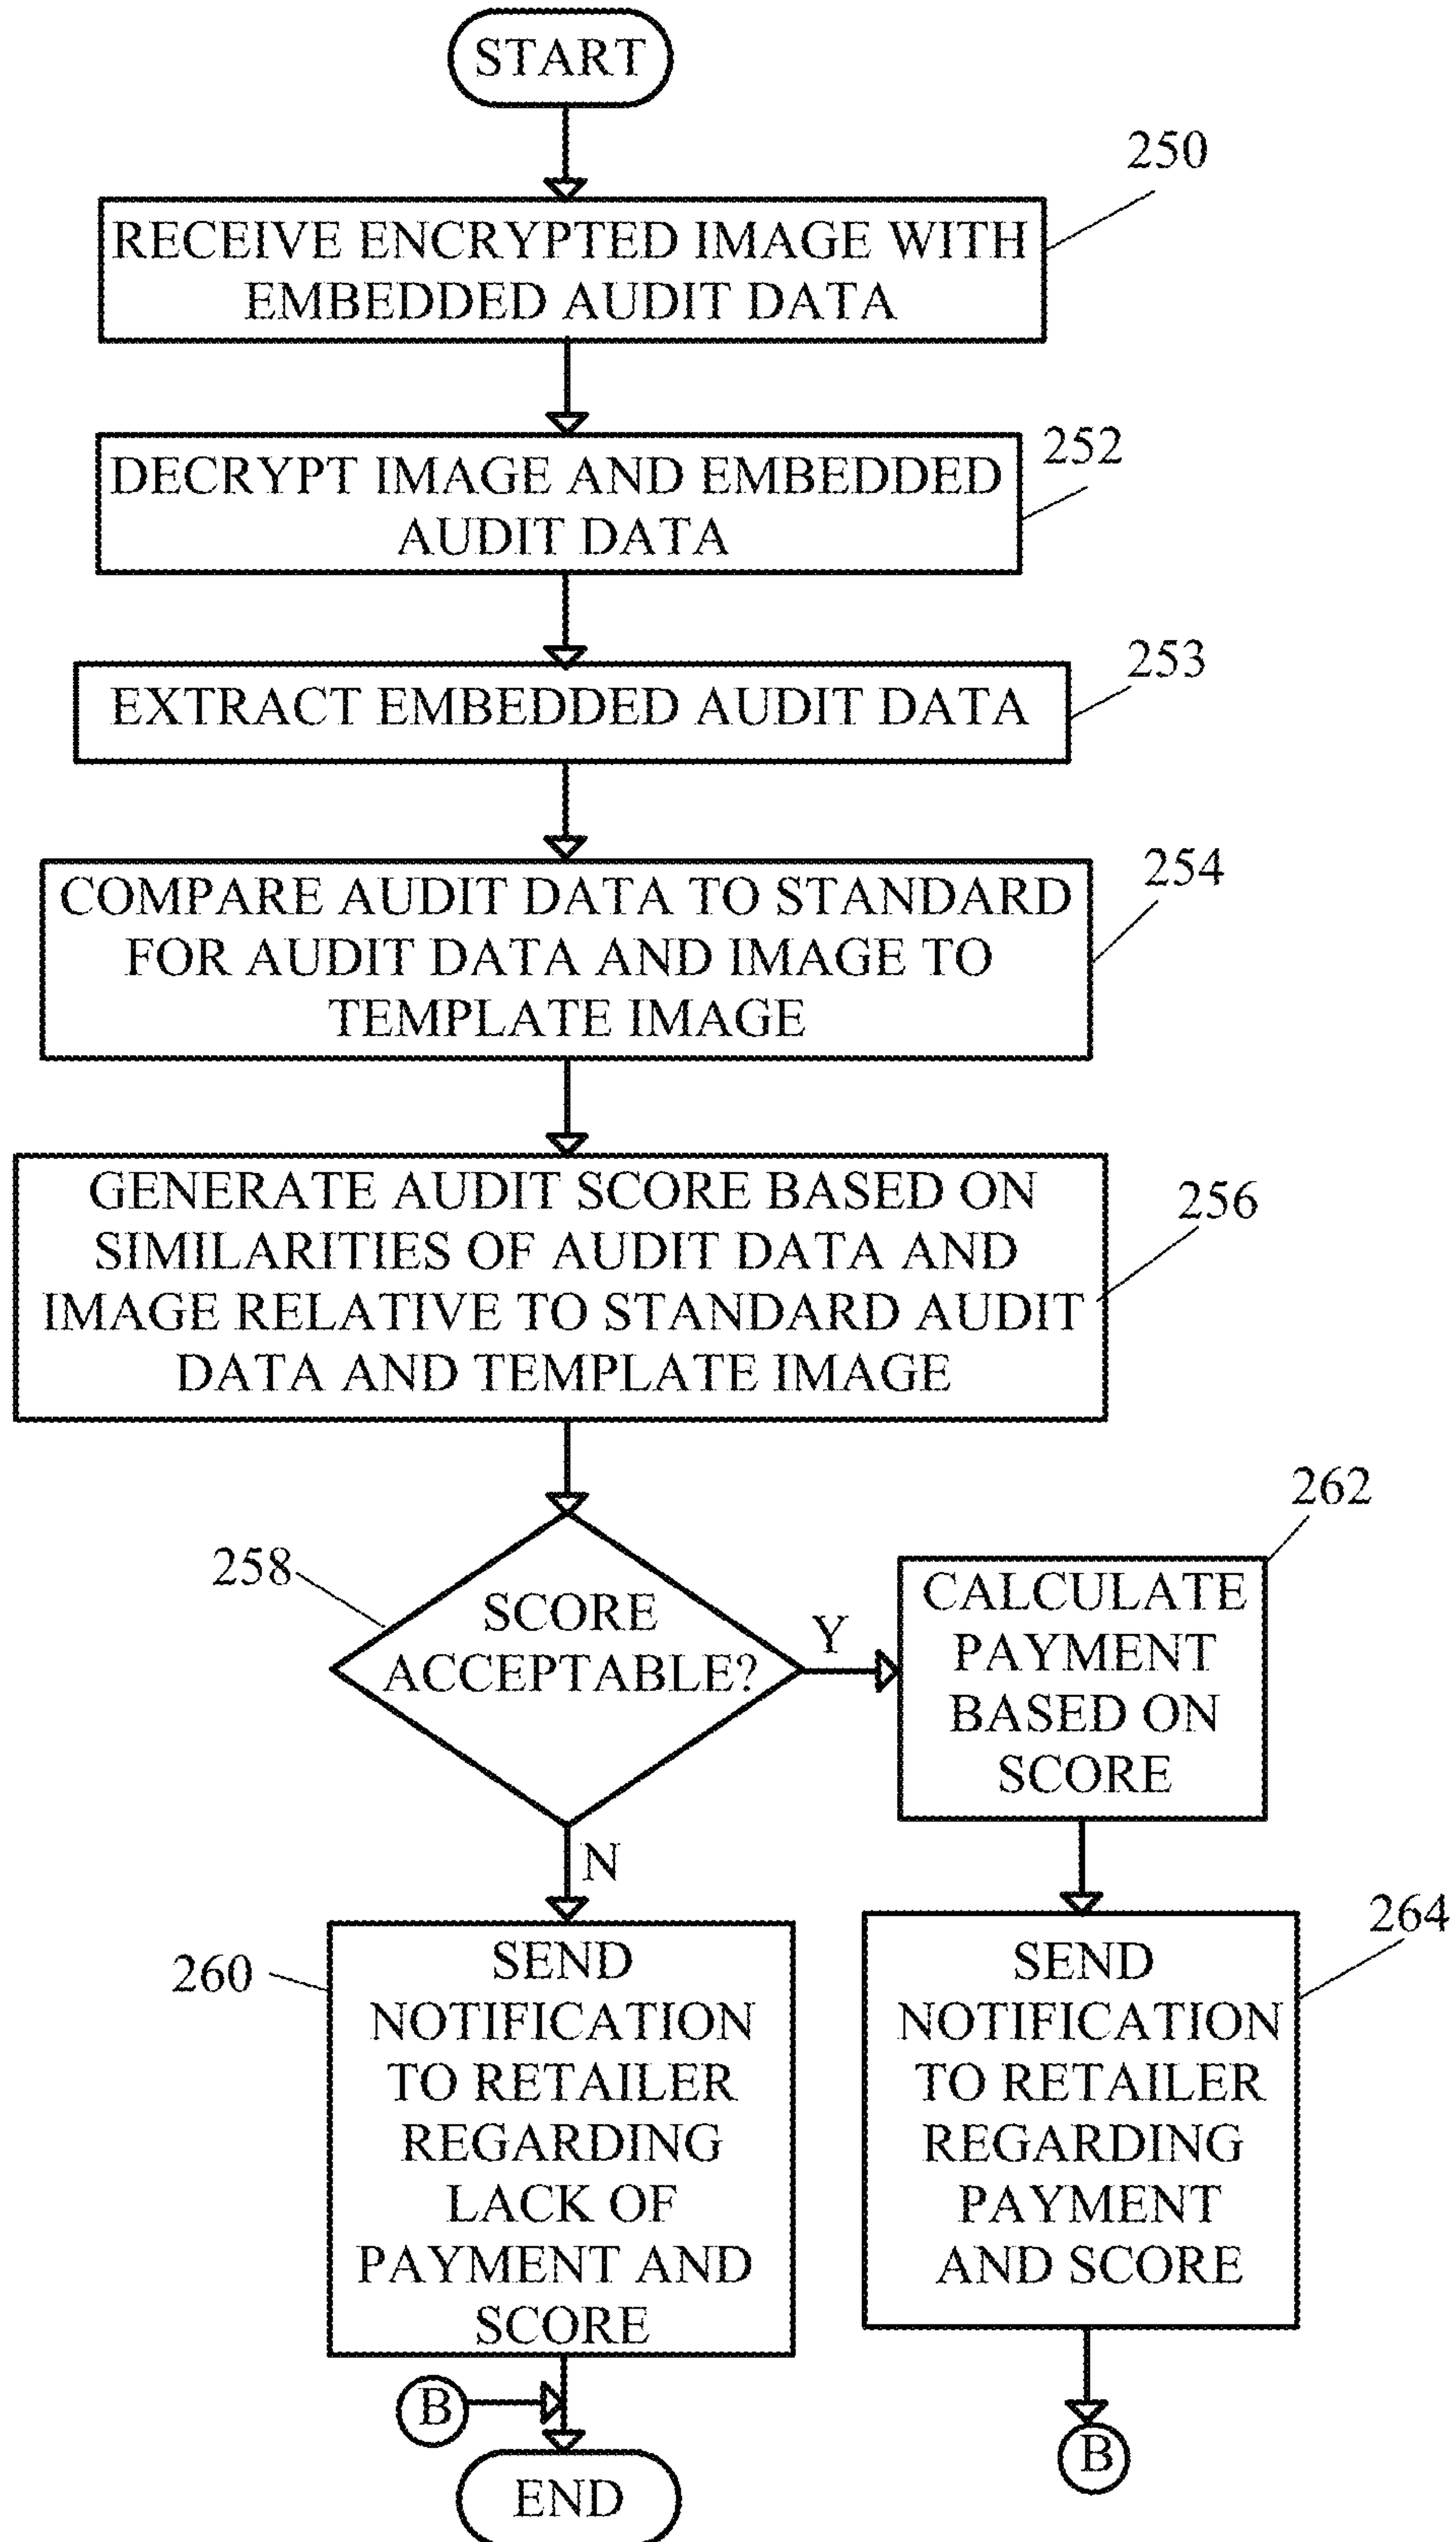 START
250
RECEIVE ENCRYPTED IMAGE WITH
EMBEDDED AUDIT DATA
252
DECRYPT IMAGE AND EMBEDDED
AUDIT DATA
253
EXTRACT EMBEDDED AUDIT DATA
254
COMPARE AUDIT DATA TO STANDARD
FOR AUDIT DATA AND IMAGE TO
TEMPLATE IMAGE
256
GENERATE AUDIT SCORE BASED ON
SIMILARITIES OF AUDIT DATA AND
IMAGE RELATIVE TO STANDARD AUDIT
DATA AND TEMPLATE IMAGE
258
SCORE
ACCEPTABLE?
Y
N
262
CALCULATE
PAYMENT
BASED ON
SCORE
260
SEND
NOTIFICATION
TO RETAILER
REGARDING
LACK OF
PAYMENT AND
SCORE
264
SEND
NOTIFICATION
TO RETAILER
REGARDING
PAYMENT
AND SCORE
B
B
END